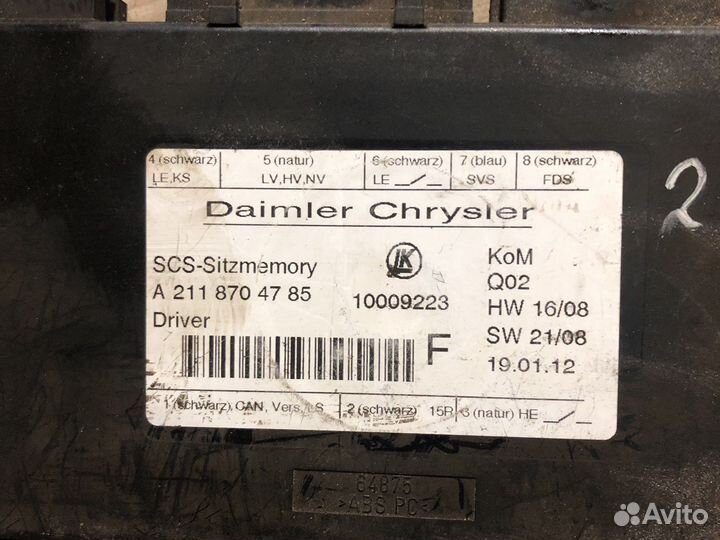 4 (schwarz) 5 (natur) 6 (schwarz) 7 (blau) 8 (schwarz)
LE,KS LV,HV,NV LE _/_ SVS FDS
Daimler Chrysler
SCS-Sitzmemory LK KoM
A 211 870 47 85 10009223 Q02
Driver HW 16/08
F SW 21/08
19.01.12
1 (schwarz), CAN, Vers, LS 2 (schwarz) 15R 3 (natur) HE _/_
64875
>ABS PC<
2
Avito